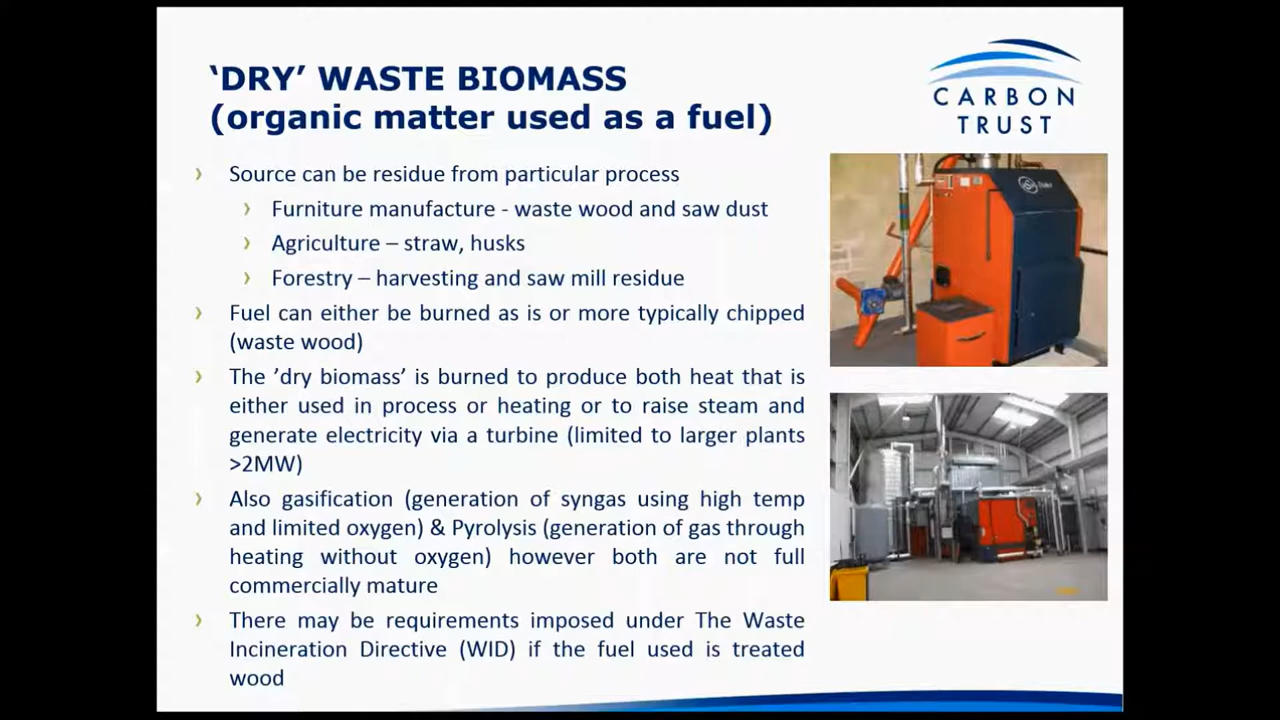 ‘DRY’ WASTE BIOMASS
(organic matter used as a fuel)
CARBON
TRUST
› Source can be residue from particular process
› Furniture manufacture - waste wood and saw dust
› Agriculture – straw, husks
› Forestry – harvesting and saw mill residue
› Fuel can either be burned as is or more typically chipped
(waste wood)
› The ’dry biomass’ is burned to produce both heat that is
either used in process or heating or to raise steam and
generate electricity via a turbine (limited to larger plants
>2MW)
› Also gasification (generation of syngas using high temp
and limited oxygen) & Pyrolysis (generation of gas through
heating without oxygen) however both are not full
commercially mature
› There may be requirements imposed under The Waste
Incineration Directive (WID) if the fuel used is treated
wood